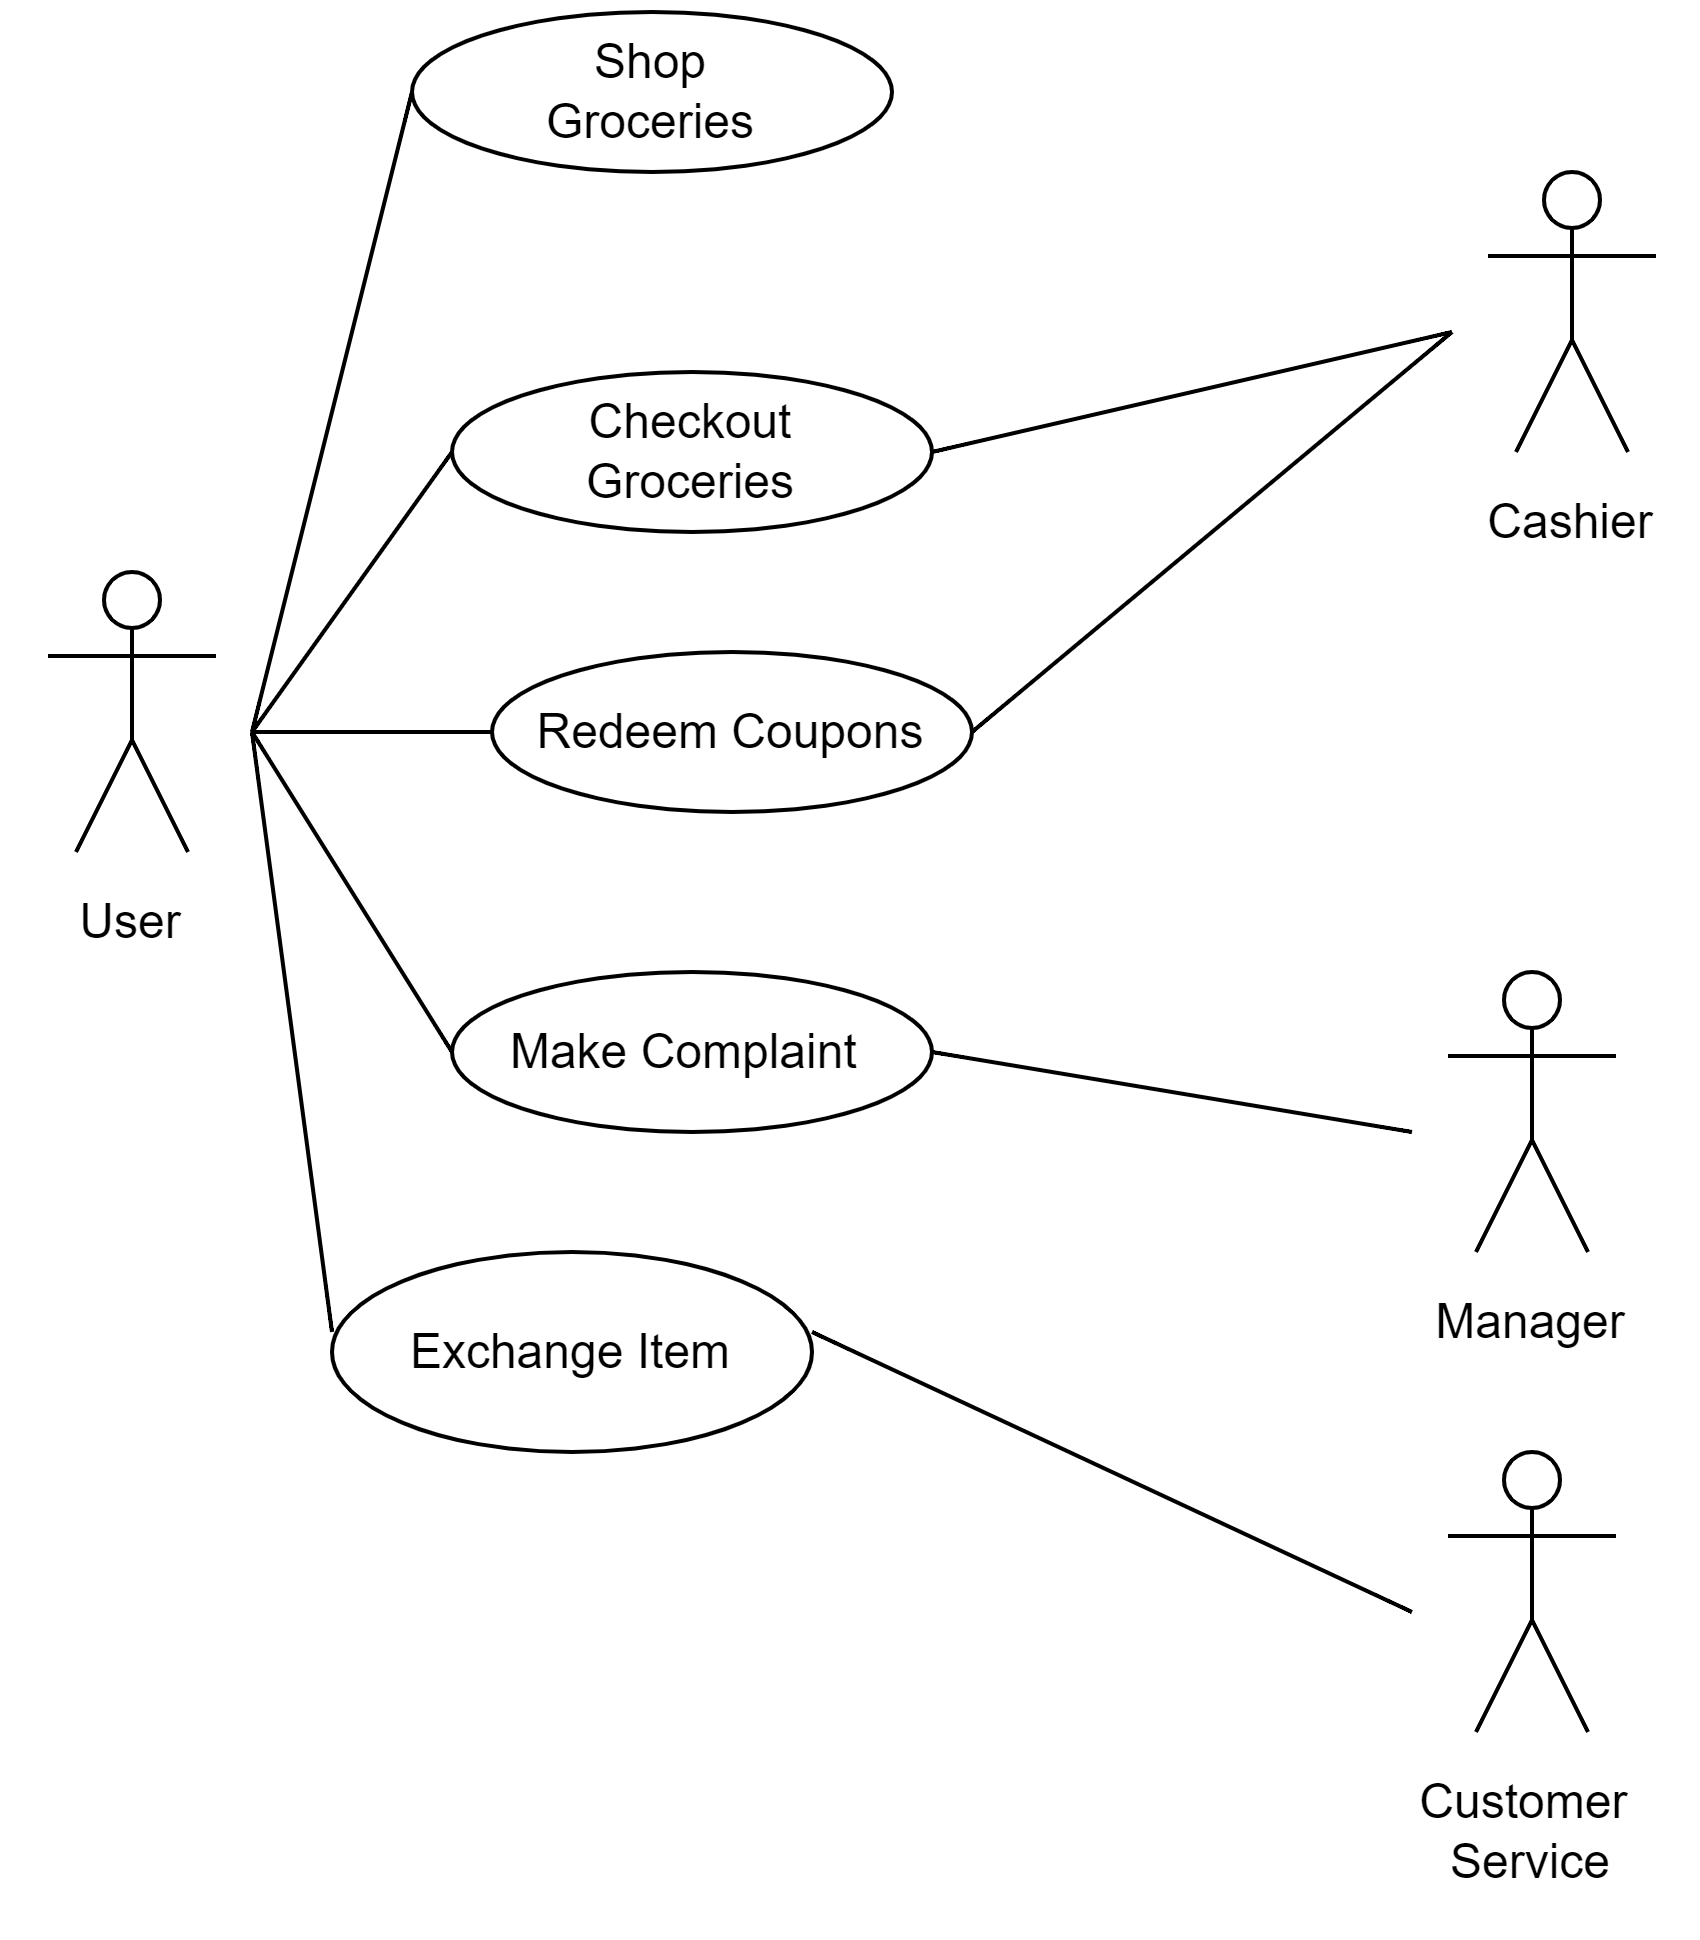 Shop
Groceries
Checkout
Groceries
Cashier
Redeem Coupons
User
Make Complaint
Manager
Exchange Item
Customer
Service